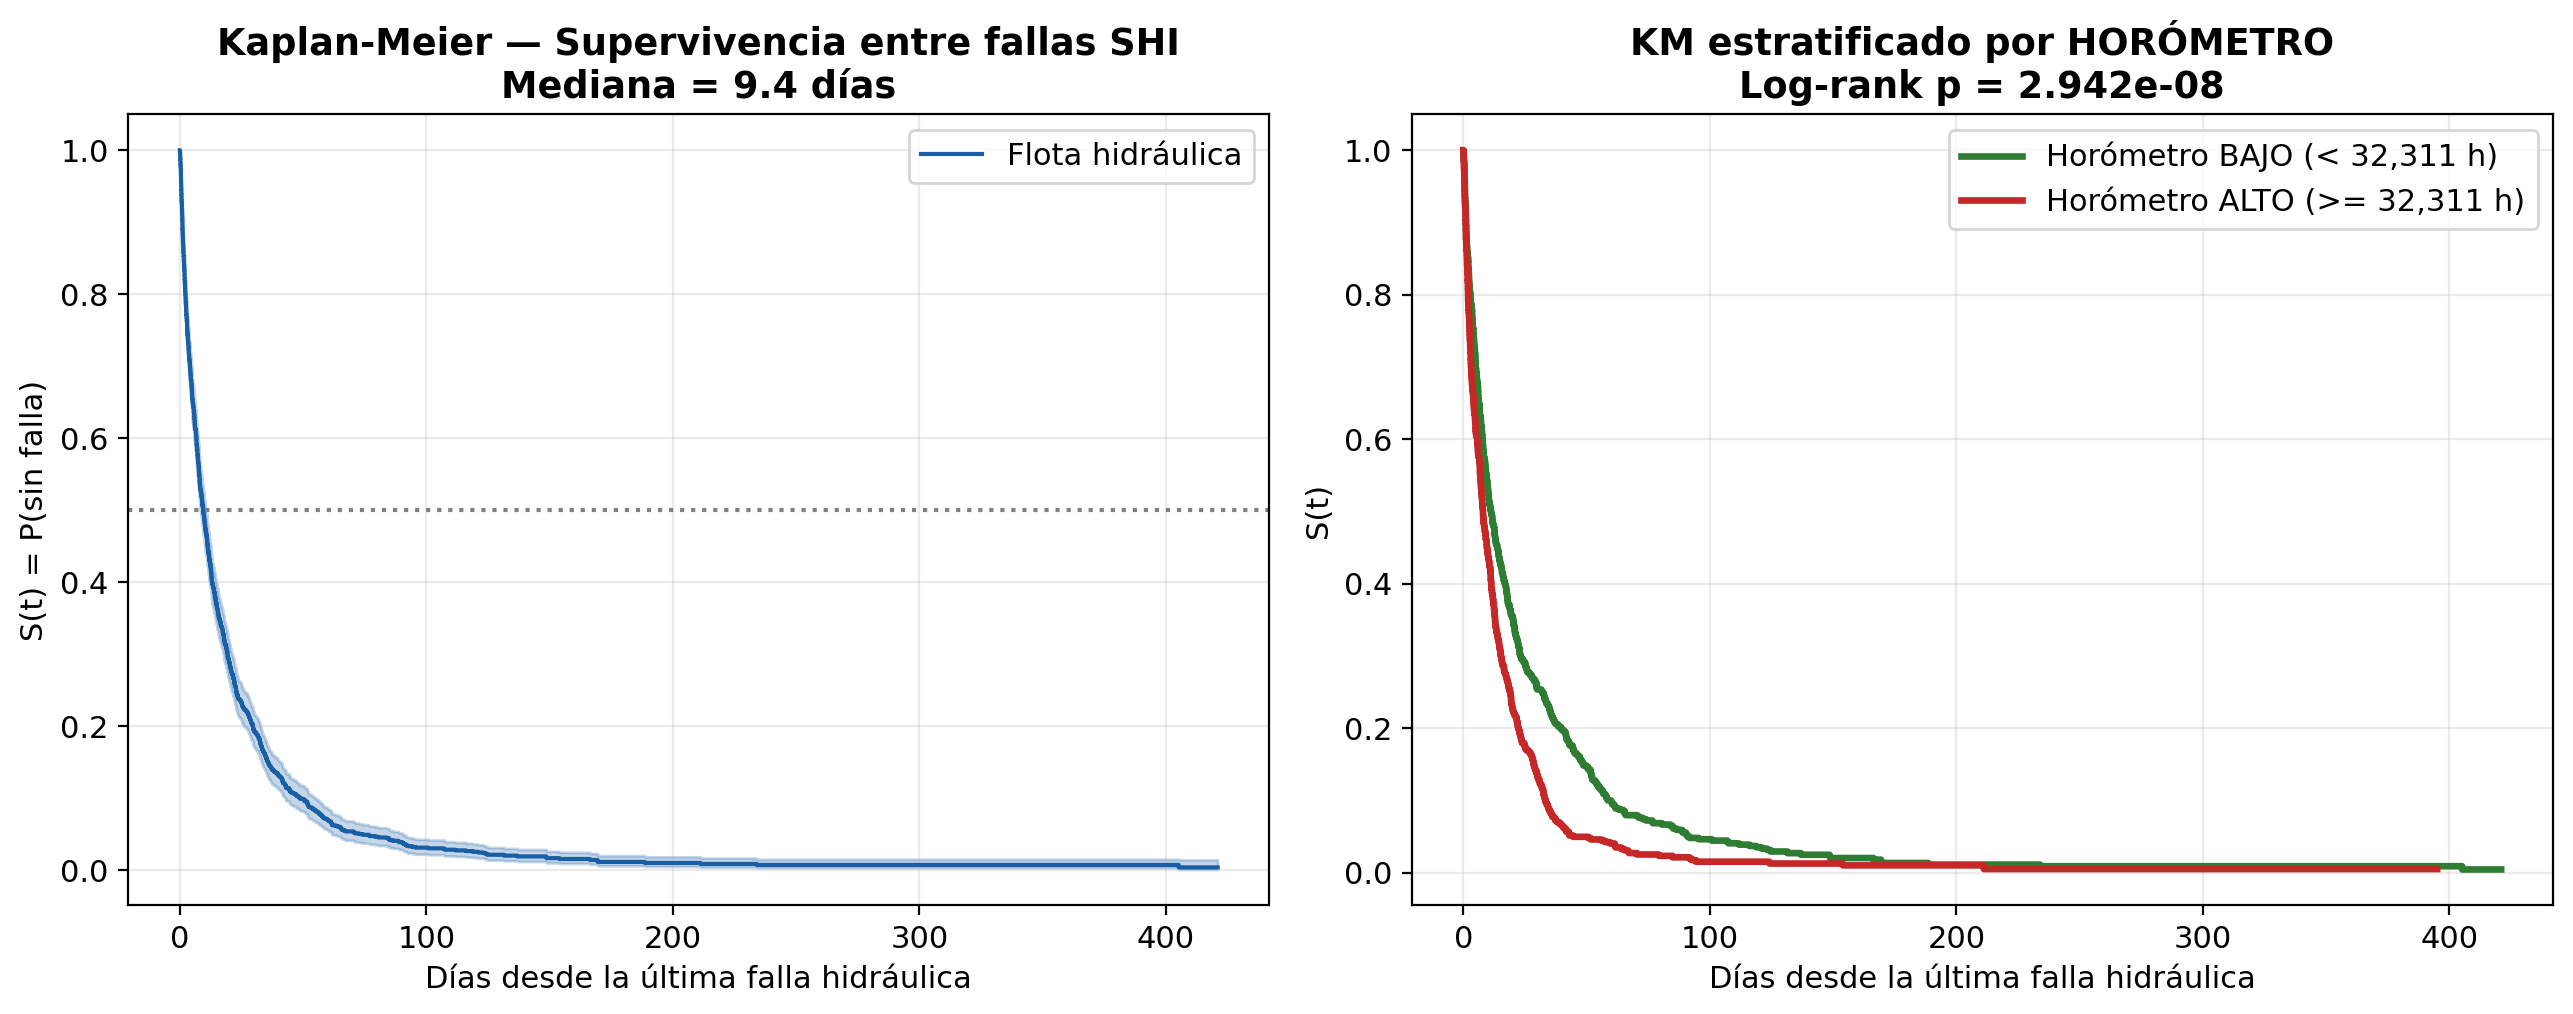 Kaplan-Meier — Supervivencia entre fallas SHI
Mediana = 9.4 días
Flota hidráulica
S(t) = P(sin falla)
1.0
0.8
0.6
0.4
0.2
0.0
0
100
200
300
400
Días desde la última falla hidráulica
KM estratificado por HORÓMETRO
Log-rank p = 2.942e-08
Horómetro BAJO (< 32,311 h)
Horómetro ALTO (>= 32,311 h)
S(t)
1.0
0.8
0.6
0.4
0.2
0.0
0
100
200
300
400
Días desde la última falla hidráulica